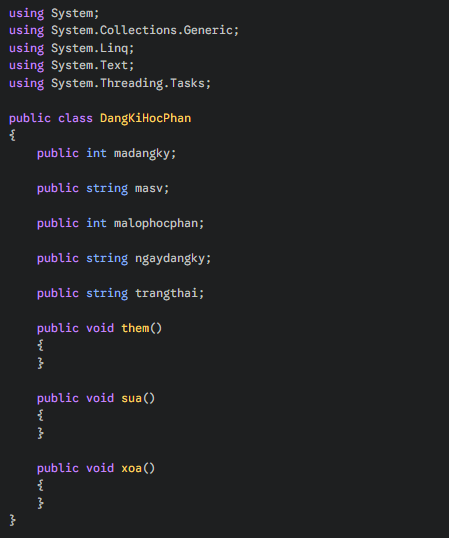 using System;
using System.Collections.Generic;
using System.Linq;
using System.Text;
using System.Threading.Tasks;

public class DangKiHocPhan
{
    public int madangky;

    public string masv;

    public int malophocphan;

    public string ngaydangky;

    public string trangthai;

    public void them()
    {
    }

    public void sua()
    {
    }

    public void xoa()
    {
    }
}